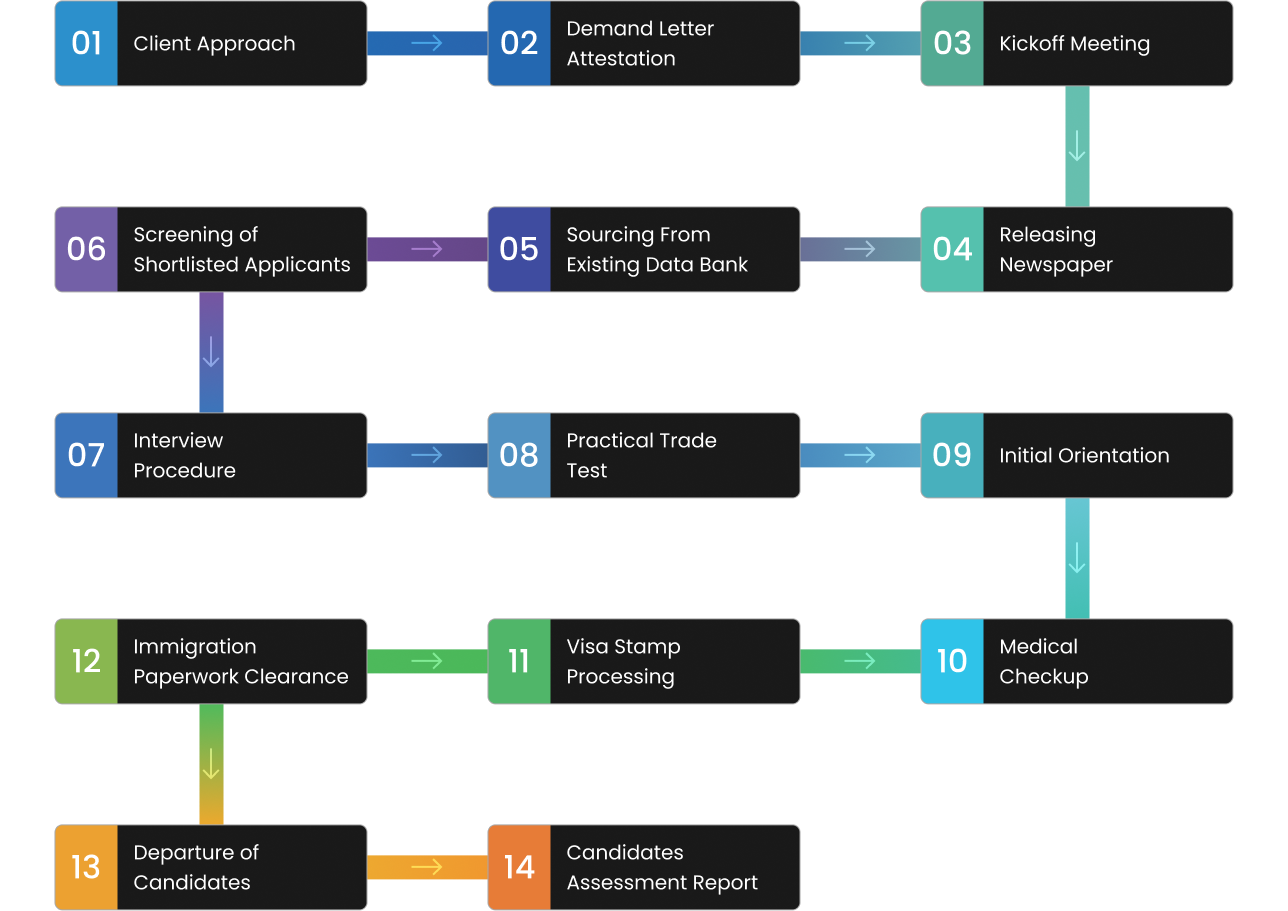 01
Client Approach
02
Demand Letter
Attestation
03
Kickoff Meeting
06
Screening of
Shortlisted Applicants
05
Sourcing From
Existing Data Bank
04
Releasing
Newspaper
07
Interview
Procedure
08
Practical Trade
Test
09
Initial Orientation
12
Immigration
Paperwork Clearance
11
Visa Stamp
Processing
10
Medical
Checkup
13
Departure of
Candidates
14
Candidates
Assessment Report